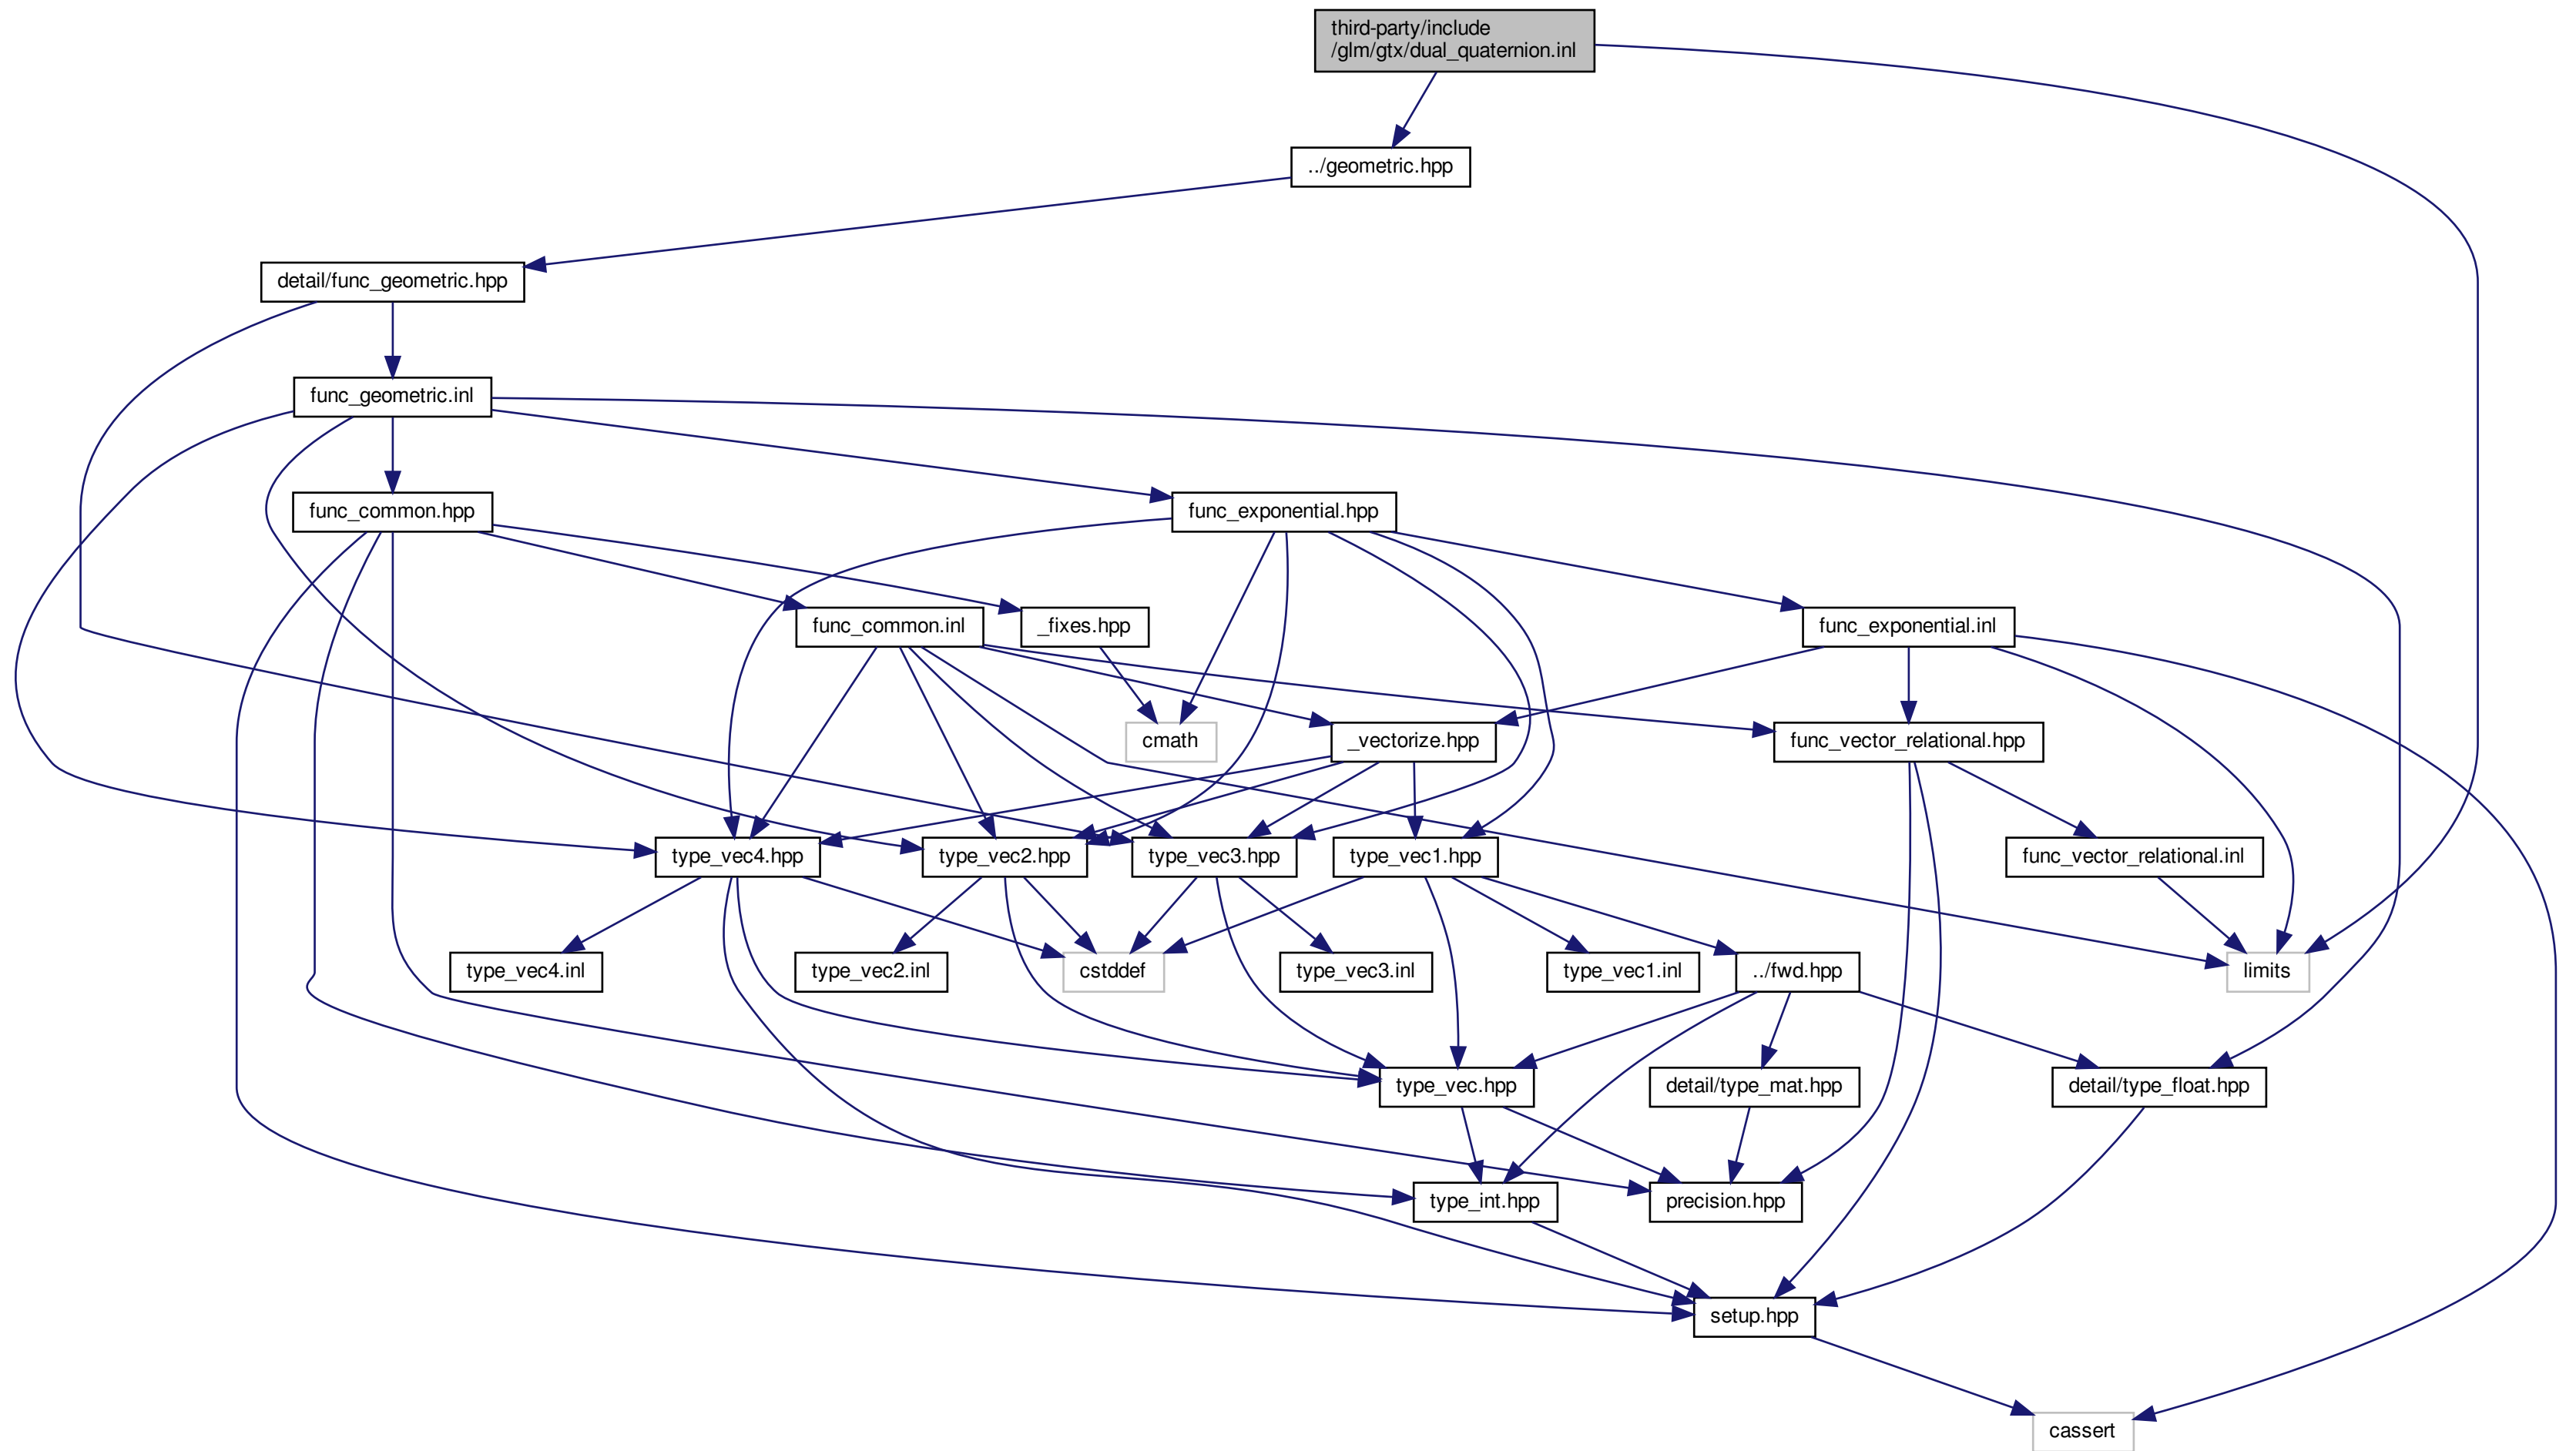 third-party/include
/glm/gtx/dual_quaternion.inl
../geometric.hpp
detail/func_geometric.hpp
func_geometric.inl
func_common.hpp
func_exponential.hpp
func_common.inl
_fixes.hpp
func_exponential.inl
cmath
_vectorize.hpp
func_vector_relational.hpp
type_vec4.hpp
type_vec2.hpp
type_vec3.hpp
type_vec1.hpp
func_vector_relational.inl
type_vec4.inl
type_vec2.inl
cstddef
type_vec3.inl
type_vec1.inl
../fwd.hpp
limits
type_vec.hpp
detail/type_mat.hpp
detail/type_float.hpp
type_int.hpp
precision.hpp
setup.hpp
cassert